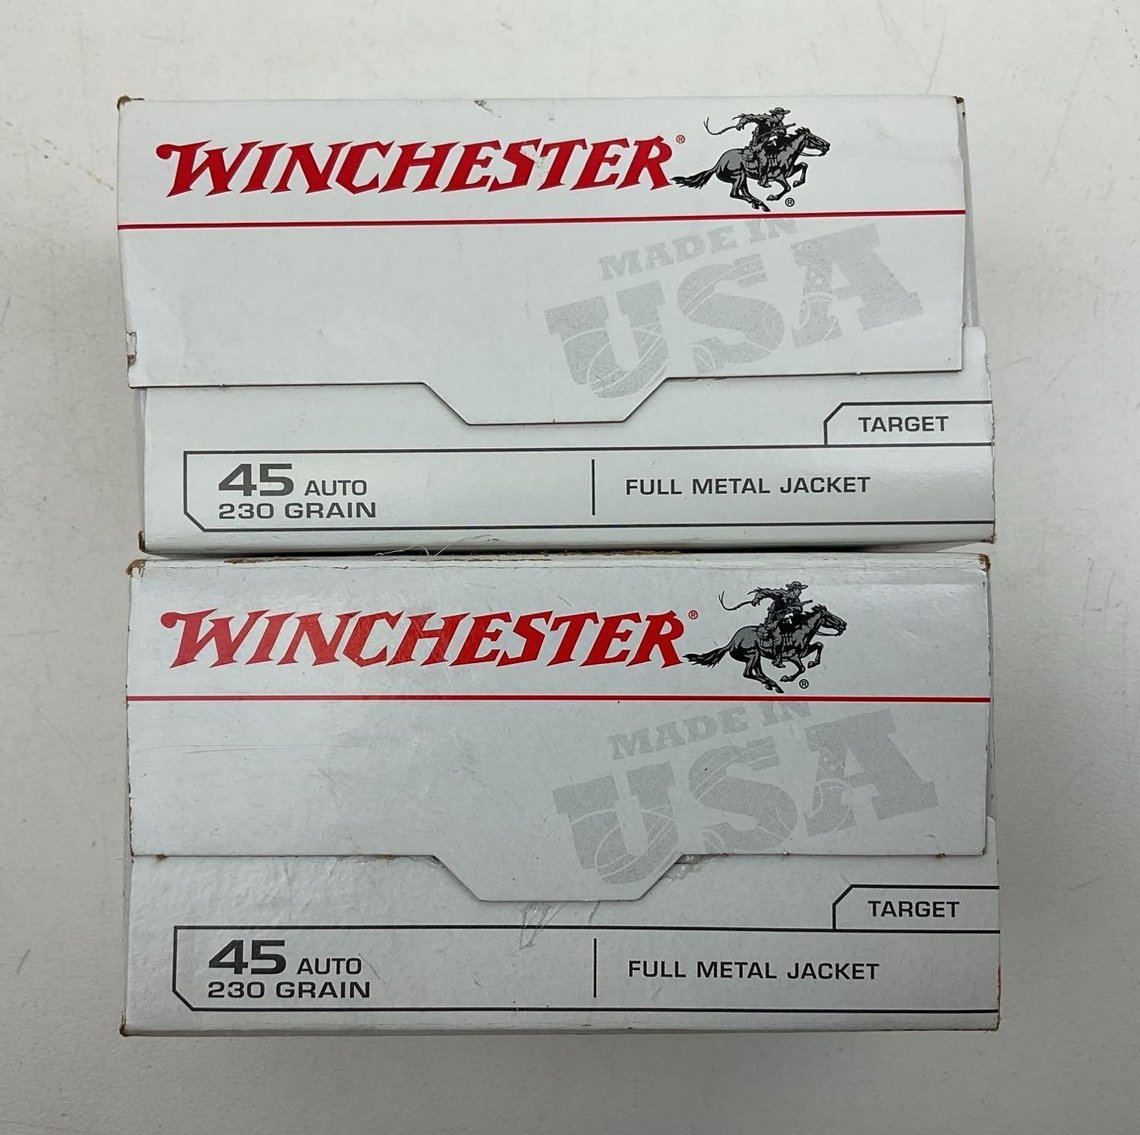 WINCHESTER®
®
MADE IN
USA
TARGET
45 AUTO
230 GRAIN
FULL METAL JACKET
WINCHESTER®
®
MADE IN
USA
TARGET
45 AUTO
230 GRAIN
FULL METAL JACKET